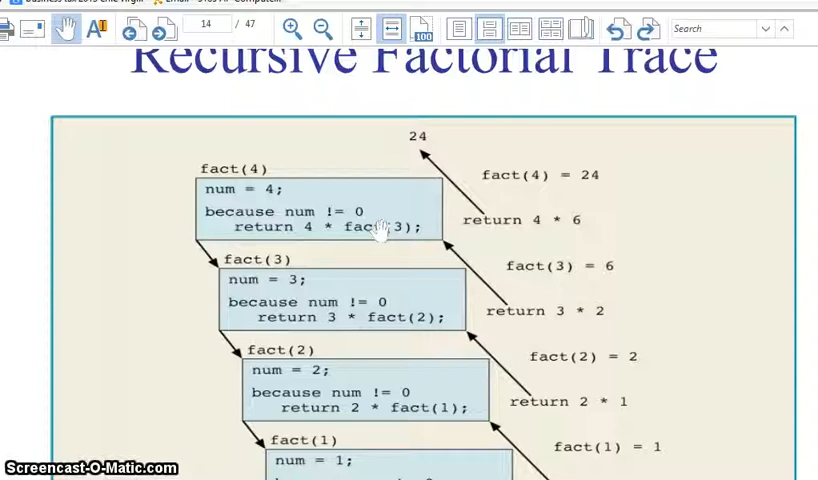 14 / 47
100
Search
Recursive Factorial Trace
24
fact(4)
num = 4;
because num != 0
return 4 * fact(3);
fact(4) = 24
return 4 * 6
fact(3)
num = 3;
because num != 0
return 3 * fact(2);
fact(3) = 6
return 3 * 2
fact(2)
num = 2;
because num != 0
return 2 * fact(1);
fact(2) = 2
return 2 * 1
fact(1)
num = 1;
fact(1) = 1
Screencast-O-Matic.com